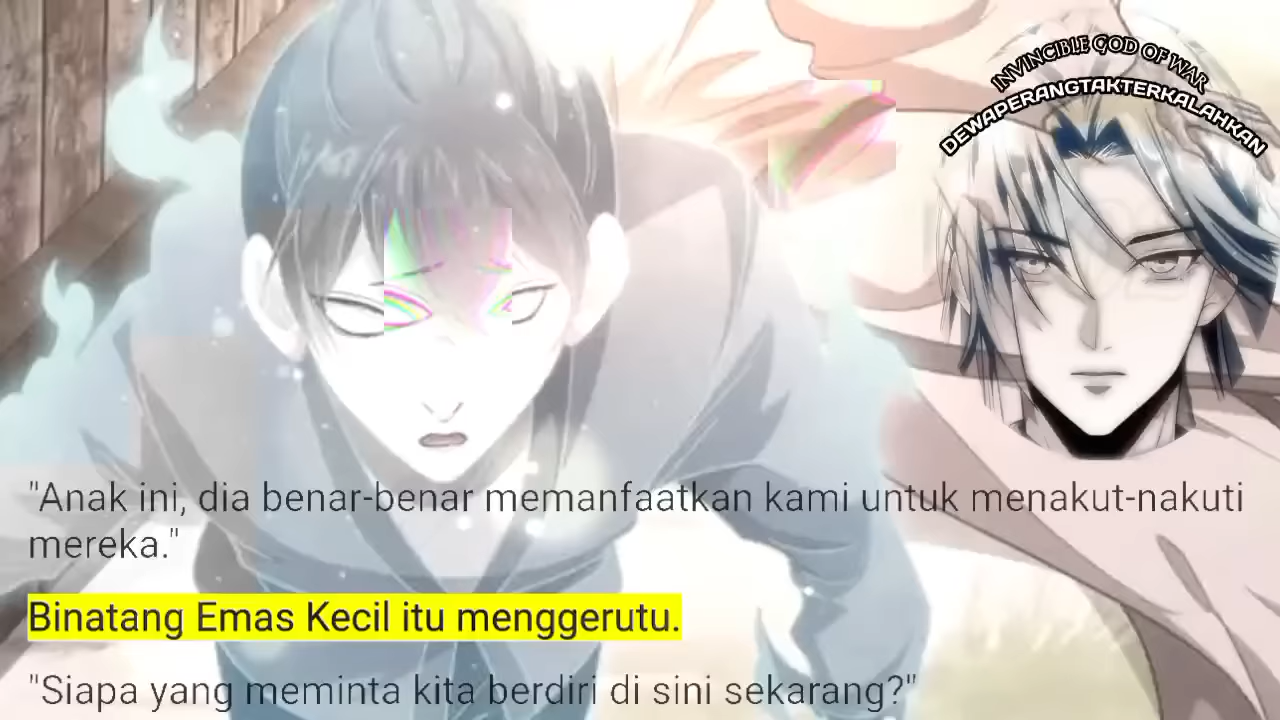 INVINCIBLE GOD OF WAR
DEWAPERANGTAKTERKALAHKAN
"Anak ini, dia benar-benar memanfaatkan kami untuk menakut-nakuti
mereka."
Binatang Emas Kecil itu menggerutu.
"Siapa yang meminta kita berdiri di sini sekarang?"